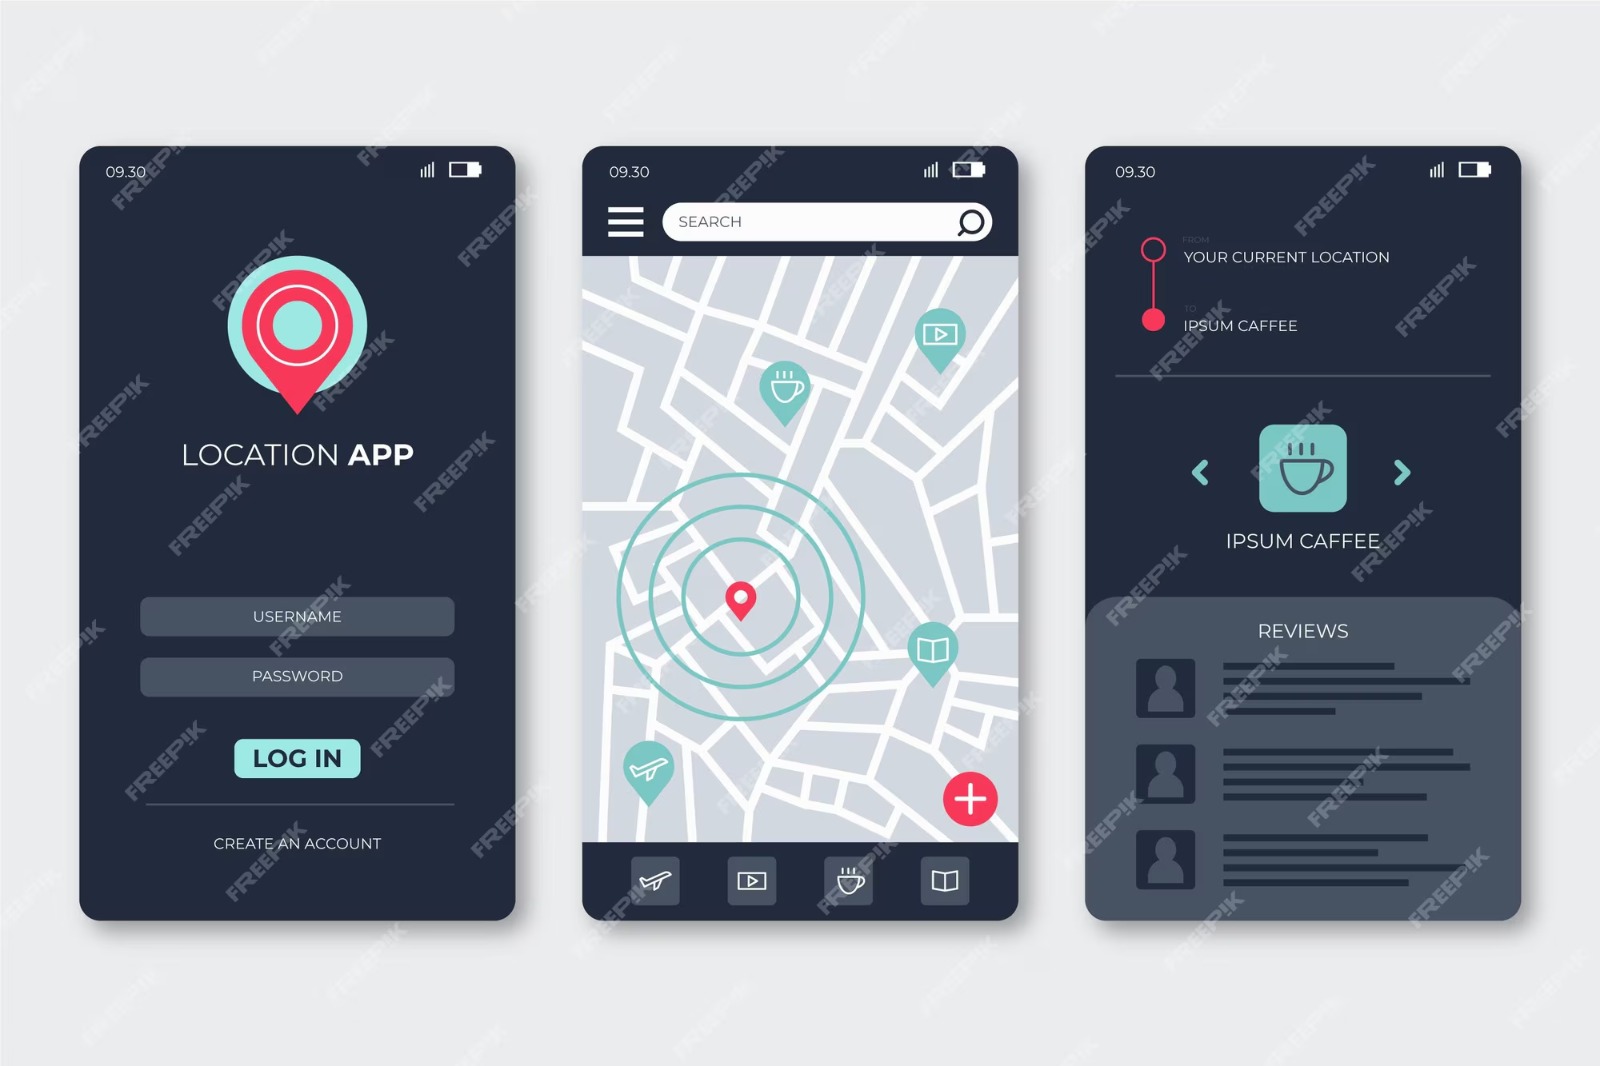 09.30
LOCATION APP
USERNAME
PASSWORD
LOG IN
CREATE AN ACCOUNT
09.30
SEARCH
09.30
FROM
YOUR CURRENT LOCATION
TO
IPSUM CAFFEE
IPSUM CAFFEE
REVIEWS
FREEPIK